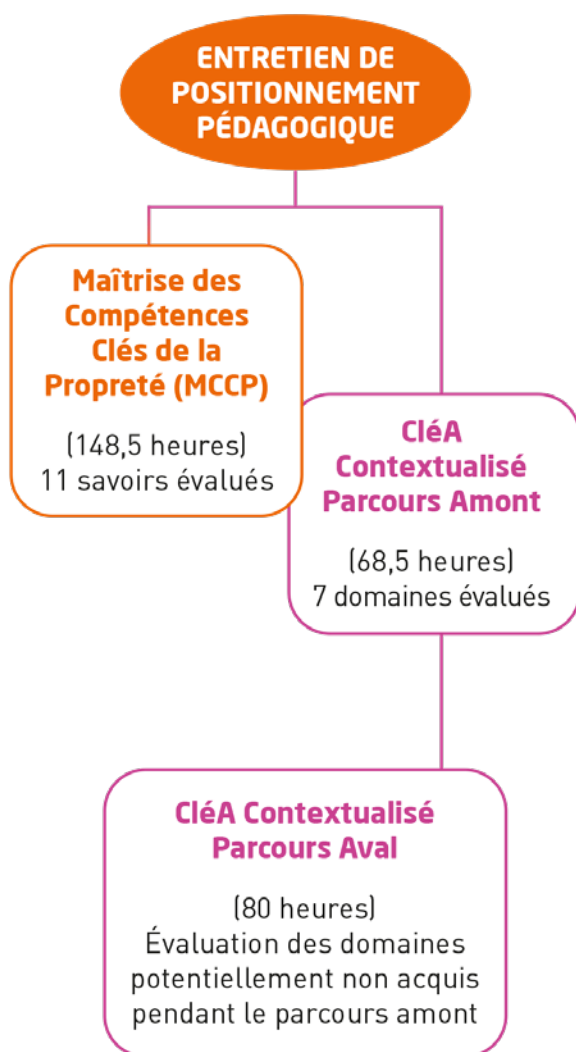 ENTRETIEN DE
POSITIONNEMENT
PÉDAGOGIQUE
Maîtrise des
Compétences
Clés de la
Propreté (MCCP)
(148,5 heures)
11 savoirs évalués
CléA
Contextualisé
Parcours Amont
(68,5 heures)
7 domaines évalués
CléA Contextualisé
Parcours Aval
(80 heures)
Évaluation des domaines
potentiellement non acquis
pendant le parcours amont